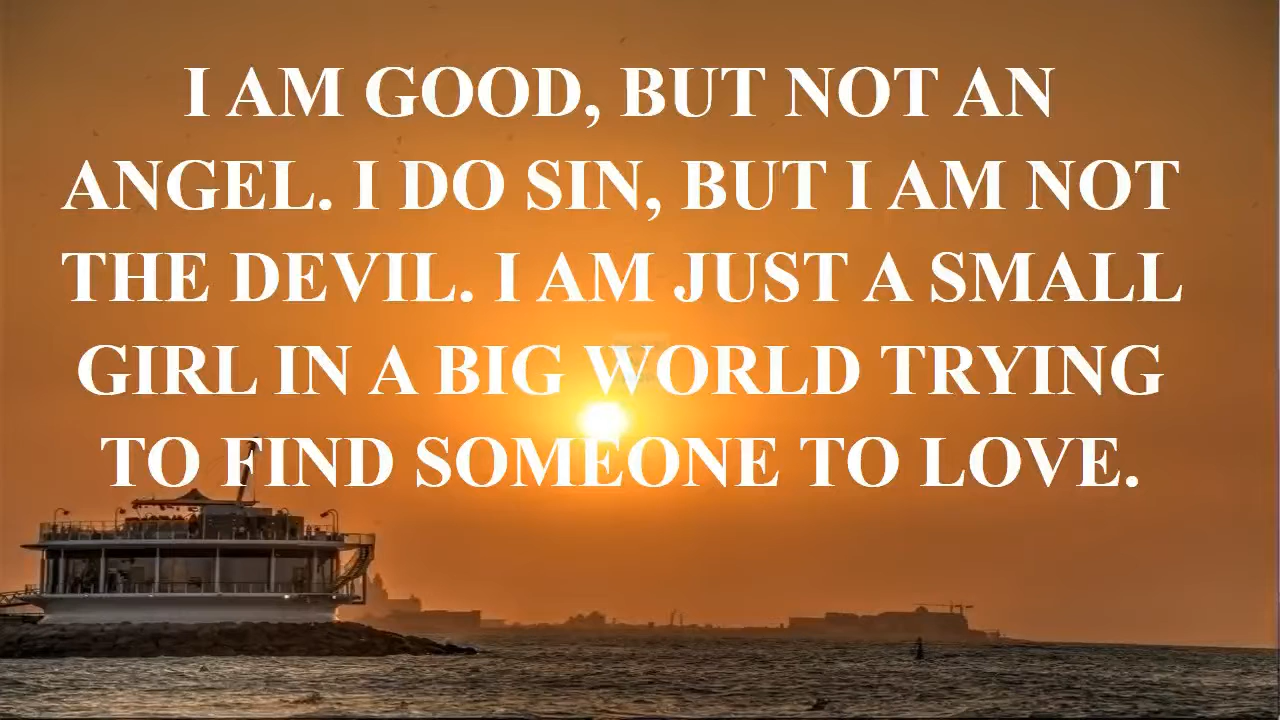 I AM GOOD, BUT NOT AN
ANGEL. I DO SIN, BUT I AM NOT
THE DEVIL. I AM JUST A SMALL
GIRL IN A BIG WORLD TRYING
TO FIND SOMEONE TO LOVE.